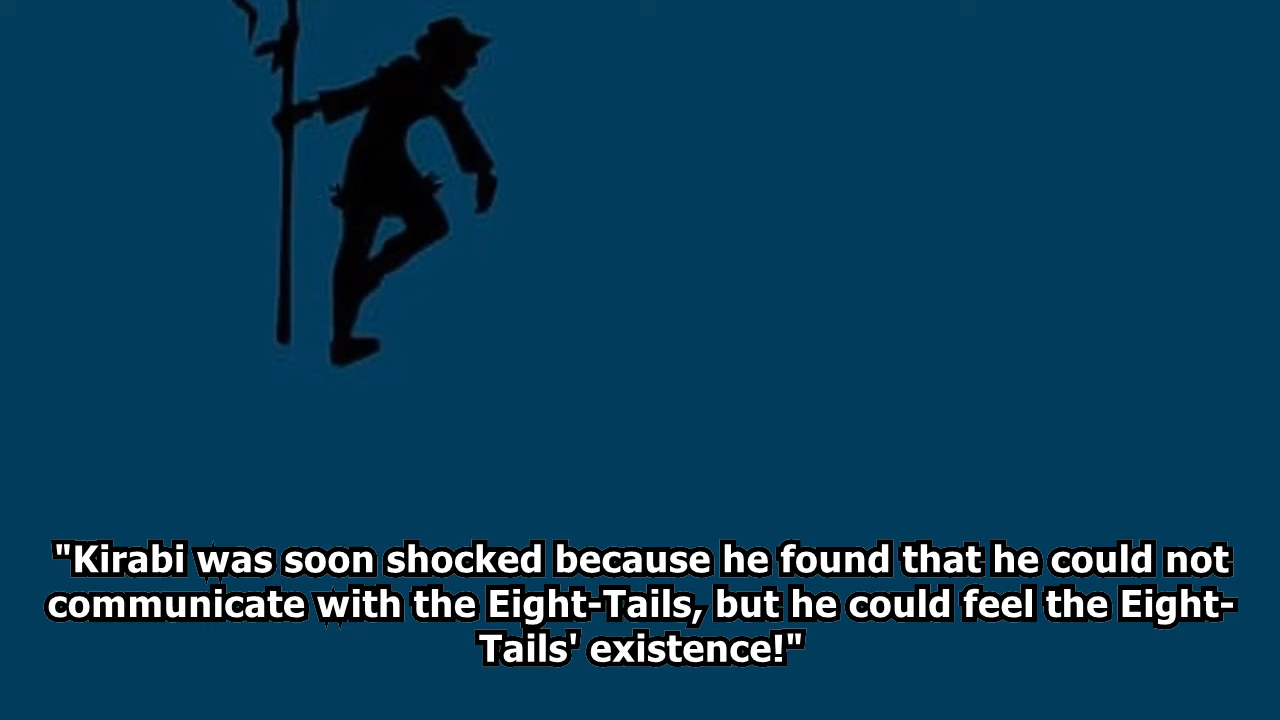 "Kirabi was soon shocked because he found that he could not
communicate with the Eight-Tails, but he could feel the Eight-
Tails' existence!"